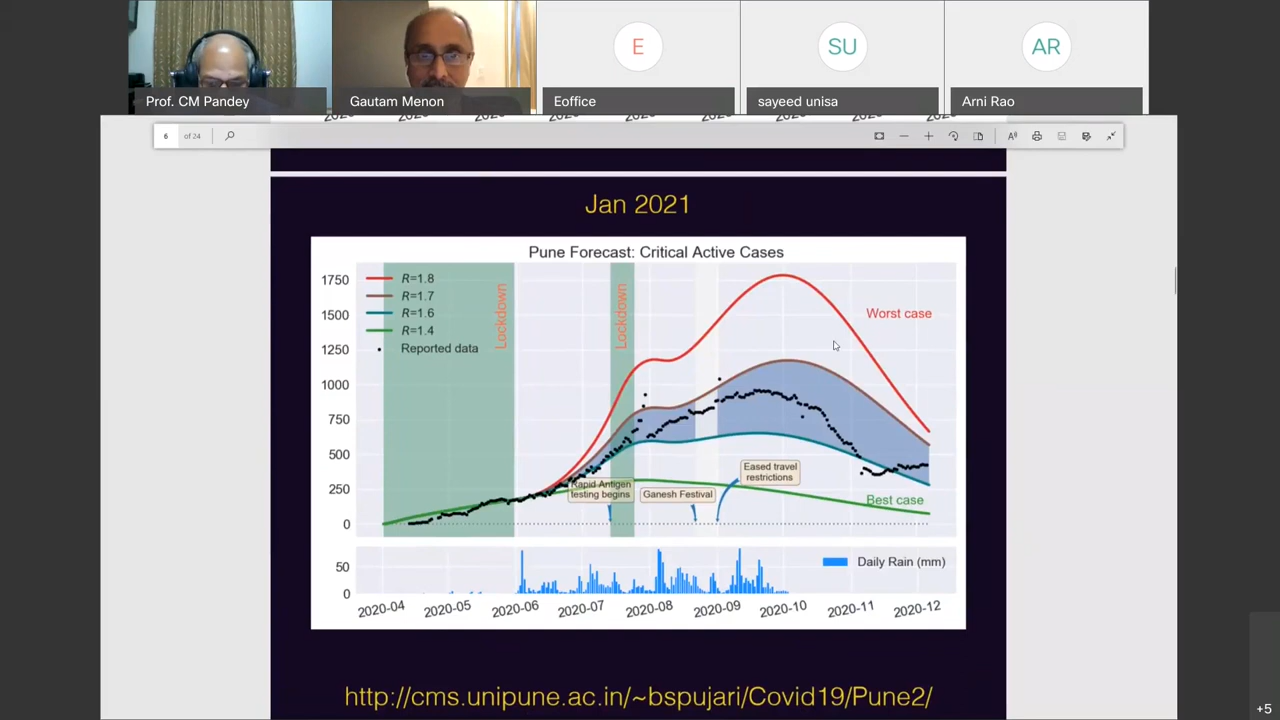 E
SU
AR
Prof. CM Pandey
Gautam Menon
Eoffice
sayeed unisa
Arni Rao
6 of 24
Jan 2021
Pune Forecast: Critical Active Cases
1750
1500
1250
1000
750
500
250
0
R=1.8
R=1.7
R=1.6
R=1.4
Reported data
Lockdown
Lockdown
Worst case
Best case
Rapid Antigen
testing begins
Ganesh Festival
Eased travel
restrictions
50
0
Daily Rain (mm)
2020-04 2020-05 2020-06 2020-07 2020-08 2020-09 2020-10 2020-11 2020-12
http://cms.unipune.ac.in/~bspujari/Covid19/Pune2/
+5